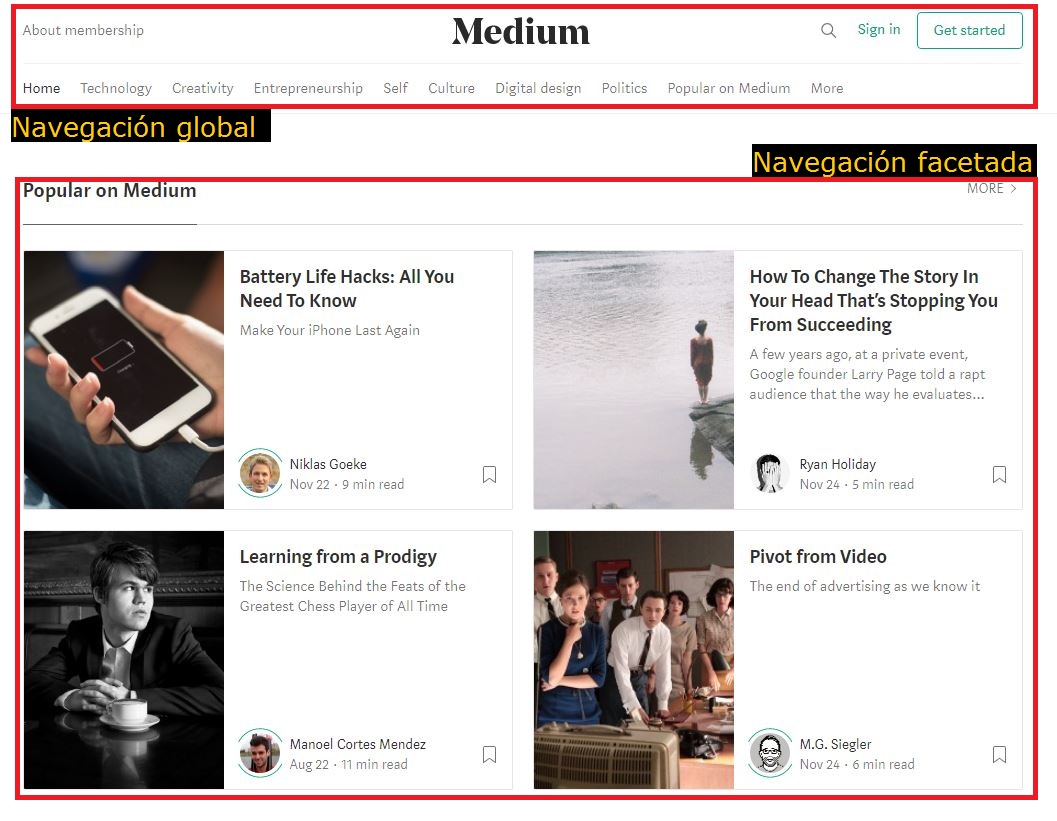 About membership
Medium
Sign in
Get started
Home Technology Creativity Entrepreneurship Self Culture Digital design Politics Popular on Medium More
Navegación global
Navegación facetada
Popular on Medium
MORE
Battery Life Hacks: All You
Need To Know
Make Your iPhone Last Again
Niklas Goeke
Nov 22 · 9 min read
How To Change The Story In
Your Head That's Stopping You
From Succeeding
A few years ago, at a private event,
Google founder Larry Page told a rapt
audience that the way he evaluates...
Ryan Holiday
Nov 24 · 5 min read
Learning from a Prodigy
The Science Behind the Feats of the
Greatest Chess Player of All Time
Manoel Cortes Mendez
Aug 22 · 11 min read
Pivot from Video
The end of advertising as we know it
M.G. Siegler
Nov 24 · 6 min read